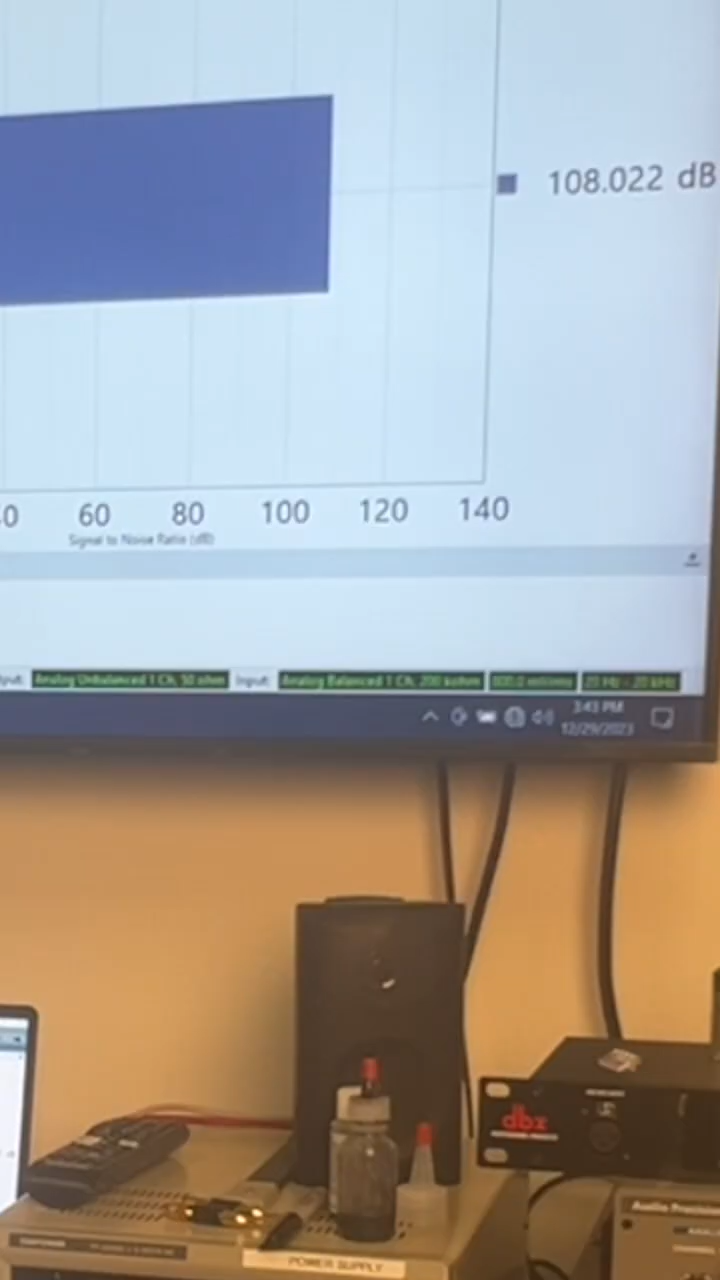 108.022 dB
60 80 100 120 140
Signal to Noise Ratio (dB)
Analog Unbalanced 1 Ch, 50 ohm Input: Analog Balanced 1 Ch, 200 kohm 20 Hz - 20 kHz
3:43 PM
12/29/2023
dbx
Audio Precision
POWER SUPPLY